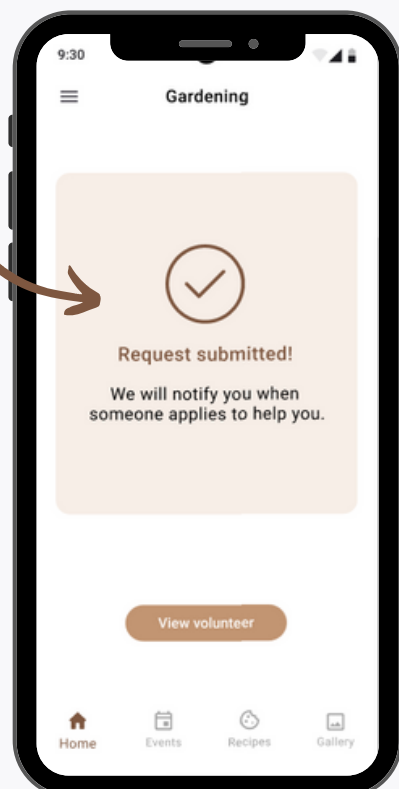 9:30
Gardening
Request submitted!
We will notify you when
someone applies to help you.
View volunteer
Home
Events
Recipes
Gallery